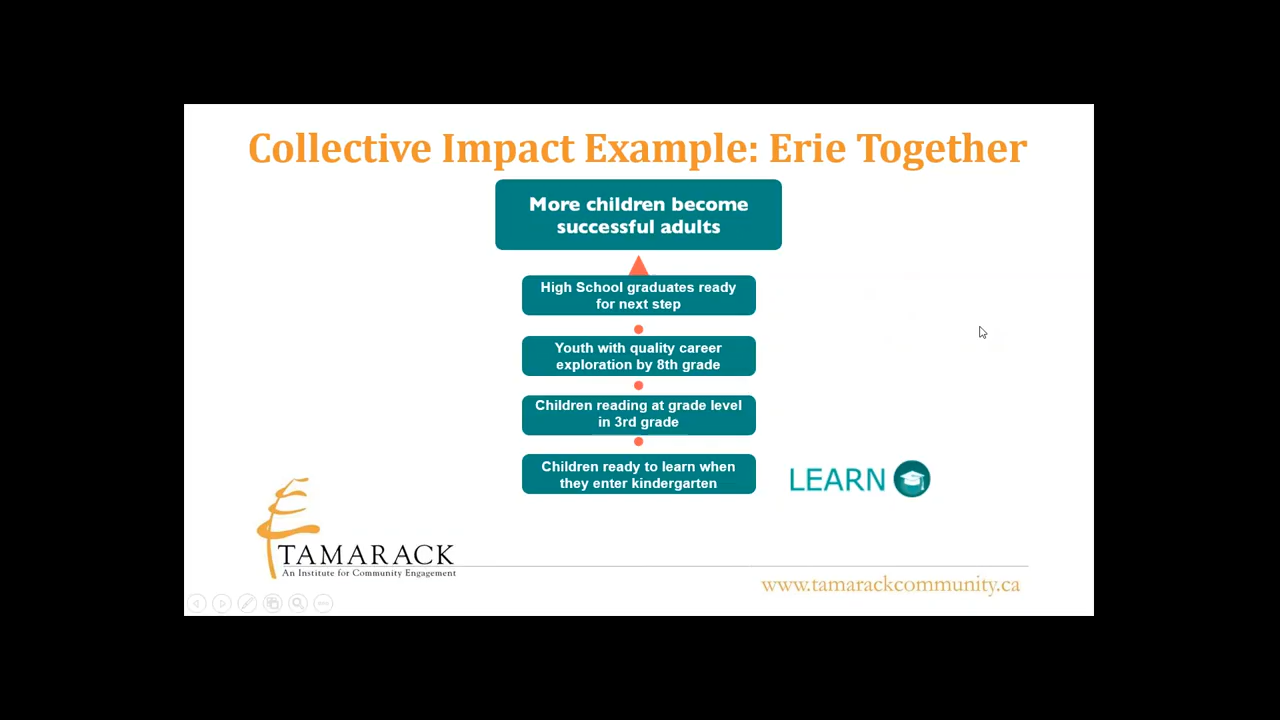 Collective Impact Example: Erie Together
More children become
successful adults
High School graduates ready
for next step
Youth with quality career
exploration by 8th grade
Children reading at grade level
in 3rd grade
Children ready to learn when
they enter kindergarten
LEARN
TAMARACK
An Institute for Community Engagement
www.tamarackcommunity.ca